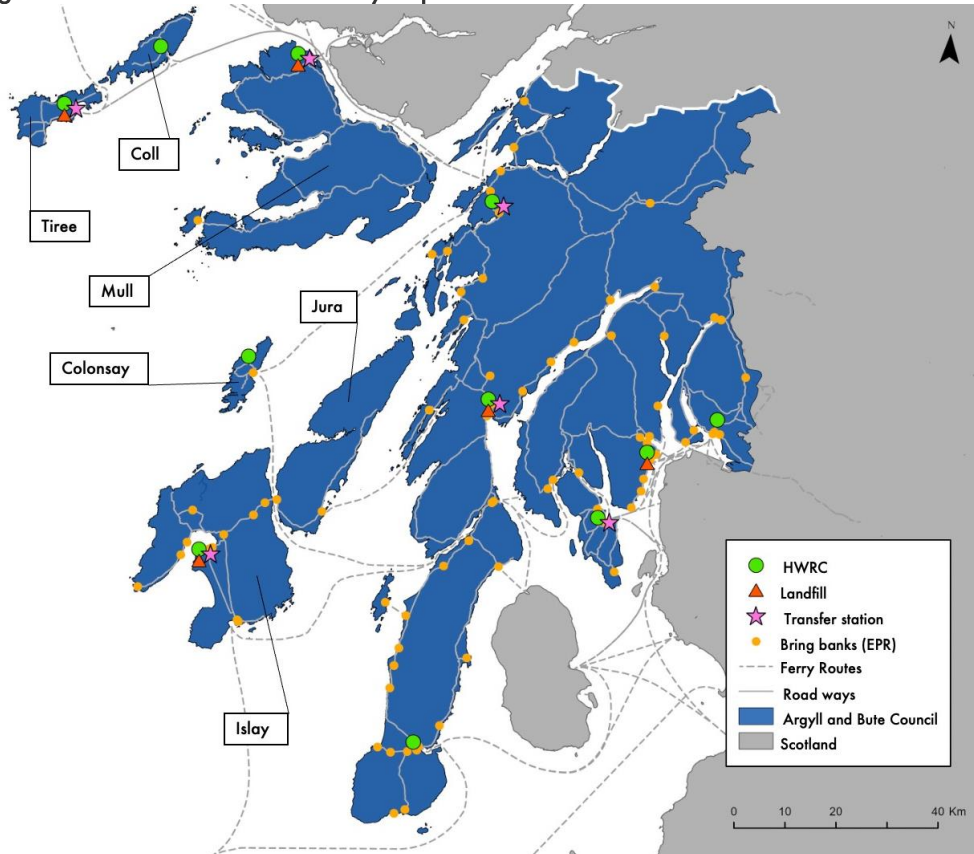 N
Coll
Tiree
Mull
Jura
Colonsay
Islay
HWRC
Landfill
Transfer station
Bring banks (EPR)
Ferry Routes
Road ways
Argyll and Bute Council
Scotland
0 10 20 40 Km